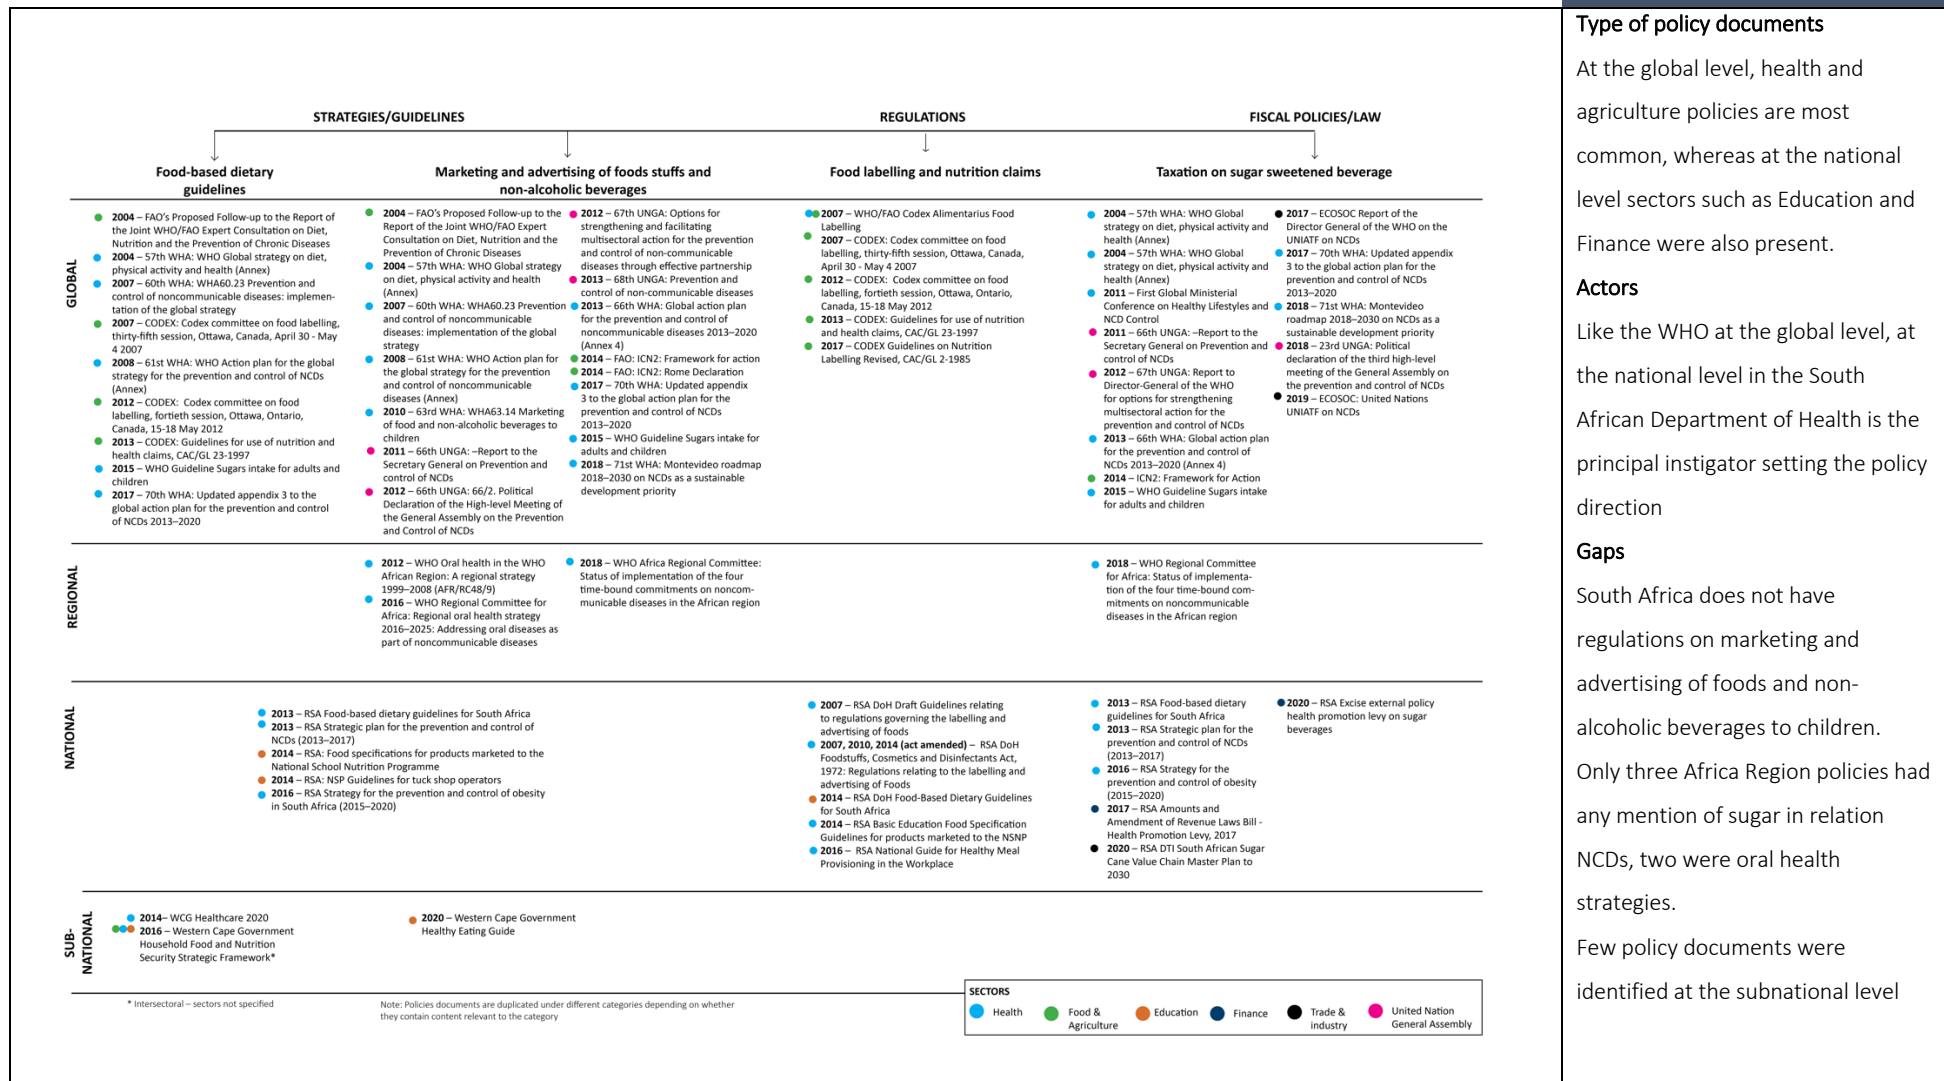 STRATEGIES/GUIDELINES
REGULATIONS
FISCAL POLICIES/LAW
Food-based dietary
guidelines
Marketing and advertising of foods stuffs and
non-alcoholic beverages
Food labelling and nutrition claims
Taxation on sugar sweetened beverage
GLOBAL
2004 – FAO's Proposed Follow-up to the Report of
the Joint WHO/FAO Expert Consultation on Diet,
Nutrition and the Prevention of Chronic Diseases
2004 – 57th WHA: WHO Global strategy on diet,
physical activity and health (Annex)
2007 – 60th WHA: WHA60.23 Prevention and
control of noncommunicable diseases: implemen-
tation of the global strategy
2007 – CODEX: Codex committee on food labelling,
thirty-fifth session, Ottawa, Canada, April 30 - May
4 2007
2008 – 61st WHA: WHO Action plan for the global
strategy for the prevention and control of NCDs
(Annex)
2012 – CODEX: Codex committee on food
labelling, fortieth session, Ottawa, Ontario,
Canada, 15-18 May 2012
2013 – CODEX: Guidelines for use of nutrition and
health claims, CAC/GL 23-1997
2015 – WHO Guideline Sugars intake for adults and
children
2017 – 70th WHA: Updated appendix 3 to the
global action plan for the prevention and control
of NCDs 2013–2020
2004 – FAO's Proposed Follow-up to the
Report of the Joint WHO/FAO Expert
Consultation on Diet, Nutrition and the
Prevention of Chronic Diseases
2004 – 57th WHA: WHO Global strategy
on diet, physical activity and health
(Annex)
2007 – 60th WHA: WHA60.23 Prevention
and control of noncommunicable
diseases: implementation of the global
strategy
2008 – 61st WHA: WHO Action plan for
the global strategy for the prevention
and control of noncommunicable
diseases (Annex)
2010 – 63rd WHA: WHA63.14 Marketing
of food and non-alcoholic beverages to
children
2011 – 66th UNGA: –Report to the
Secretary General on Prevention and
control of NCDs
2012 – 66th UNGA: 66/2. Political
Declaration of the High-level Meeting of
the General Assembly on the Prevention
and Control of NCDs
2012 – 67th UNGA: Options for
strengthening and facilitating
multisectoral action for the prevention
and control of non-communicable
diseases through effective partnership
2013 – 68th UNGA: Prevention and
control of non-communicable diseases
2013 – 66th WHA: Global action plan
for the prevention and control of
noncommunicable diseases 2013–2020
(Annex 4)
2014 – FAO: ICN2: Framework for action
2014 – FAO: ICN2: Rome Declaration
2017 – 70th WHA: Updated appendix
3 to the global action plan for the
prevention and control of NCDs
2013–2020
2015 – WHO Guideline Sugars intake for
adults and children
2018 – 71st WHA: Montevideo roadmap
2018–2030 on NCDs as a sustainable
development priority
2007 – WHO/FAO Codex Alimentarius Food
Labelling
2007 – CODEX: Codex committee on food
labelling, thirty-fifth session, Ottawa, Canada,
April 30 - May 4 2007
2012 – CODEX: Codex committee on food
labelling, fortieth session, Ottawa, Ontario,
Canada, 15-18 May 2012
2013 – CODEX: Guidelines for use of nutrition
and health claims, CAC/GL 23-1997
2017 – CODEX Guidelines on Nutrition
Labelling Revised, CAC/GL 2-1985
2004 – 57th WHA: WHO Global
strategy on diet, physical activity and
health (Annex)
2004 – 57th WHA: WHO Global
strategy on diet, physical activity and
health (Annex)
2011 – First Global Ministerial
Conference on Healthy Lifestyles and
NCD Control
2011 – 66th UNGA: –Report to the
Secretary General on Prevention and
control of NCDs
2012 – 67th UNGA: Report to
Director-General of the WHO
for options for strengthening
multisectoral action for the
prevention and control of NCDs
2013 – 66th WHA: Global action plan
for the prevention and control of
NCDs 2013–2020 (Annex 4)
2014 – ICN2: Framework for Action
2015 – WHO Guideline Sugars intake
for adults and children
2017 – ECOSOC Report of the
Director General of the WHO on the
UNIATF on NCDs
2017 – 70th WHA: Updated appendix
3 to the global action plan for the
prevention and control of NCDs
2013–2020
2018 – 71st WHA: Montevideo
roadmap 2018–2030 on NCDs as a
sustainable development priority
2018 – 23rd UNGA: Political
declaration of the third high-level
meeting of the General Assembly on
the prevention and control of NCDs
2019 – ECOSOC: United Nations
UNIATF on NCDs
REGIONAL
2012 – WHO Oral health in the WHO
African Region: A regional strategy
1999–2008 (AFR/RC48/9)
2016 – WHO Regional Committee for
Africa: Regional oral health strategy
2016–2025: Addressing oral diseases as
part of noncommunicable diseases
2018 – WHO Africa Regional Committee:
Status of implementation of the four
time-bound commitments on noncom-
municable diseases in the African region
2018 – WHO Regional Committee
for Africa: Status of implementa-
tion of the four time-bound com-
mitments on noncommunicable
diseases in the African region
NATIONAL
2013 – RSA Food-based dietary guidelines for South Africa
2013 – RSA Strategic plan for the prevention and control of
NCDs (2013–2017)
2014 – RSA: Food specifications for products marketed to the
National School Nutrition Programme
2014 – RSA: NSP Guidelines for tuck shop operators
2016 – RSA Strategy for the prevention and control of obesity
in South Africa (2015–2020)
2007 – RSA DoH Draft Guidelines relating
to regulations governing the labelling and
advertising of foods
2007, 2010, 2014 (act amended) – RSA DoH
Foodstuffs, Cosmetics and Disinfectants Act,
1972: Regulations relating to the labelling and
advertising of Foods
2014 – RSA DoH Food-Based Dietary Guidelines
for South Africa
2014 – RSA Basic Education Food Specification
Guidelines for products marketed to the NSNP
2016 – RSA National Guide for Healthy Meal
Provisioning in the Workplace
2013 – RSA Food-based dietary
guidelines for South Africa
2013 – RSA Strategic plan for the
prevention and control of NCDs
(2013–2017)
2016 – RSA Strategy for the
prevention and control of obesity
(2015–2020)
2017 – RSA Amounts and
Amendment of Revenue Laws Bill -
Health Promotion Levy, 2017
2020 – RSA DTI South African Sugar
Cane Value Chain Master Plan to
2030
2020 – RSA Excise external policy
health promotion levy on sugar
beverages
SUB-
NATIONAL
2014– WCG Healthcare 2020
2016 – Western Cape Government
Household Food and Nutrition
Security Strategic Framework*
2020 – Western Cape Government
Healthy Eating Guide
* Intersectoral – sectors not specified
Note: Policies documents are duplicated under different categories depending on whether
they contain content relevant to the category
SECTORS
Health
Food &
Agriculture
Education
Finance
Trade &
industry
United Nation
General Assembly
Type of policy documents
At the global level, health and
agriculture policies are most
common, whereas at the national
level sectors such as Education and
Finance were also present.
Actors
Like the WHO at the global level, at
the national level in the South
African Department of Health is the
principal instigator setting the policy
direction
Gaps
South Africa does not have
regulations on marketing and
advertising of foods and non-
alcoholic beverages to children.
Only three Africa Region policies had
any mention of sugar in relation
NCDs, two were oral health
strategies.
Few policy documents were
identified at the subnational level